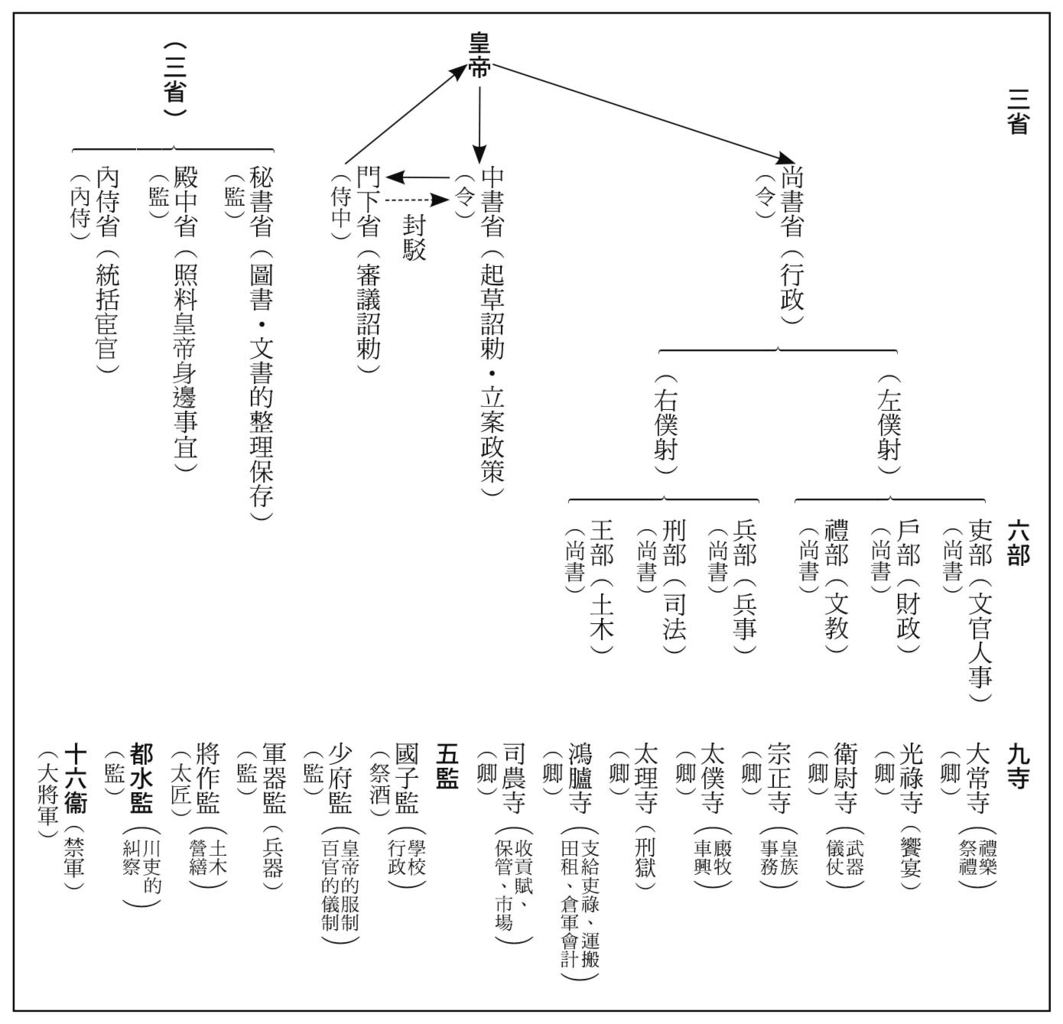 三省
皇帝
尚書省（行政）
（令）
中書省（起草詔勅・立案政策）
（令）
封駁
門下省（審議詔勅）
（侍中）
（三省）
秘書省（圖書・文書的整理保存）
（監）
殿中省（照料皇帝身邊事宜）
（監）
內侍省（統括宦官）
（內侍）
（左僕射）
（右僕射）
六部
吏部（文官人事）
（尚書）
戶部（財政）
（尚書）
禮部（文教）
（尚書）
兵部（兵事）
（尚書）
刑部（司法）
（尚書）
王部（土木）
（尚書）
九寺
大常寺（禮樂
祭禮）
（卿）
光祿寺（饗宴）
（卿）
衛尉寺（武器
儀仗）
（卿）
宗正寺（皇族
事務）
（卿）
太僕寺（廄牧
車輿）
（卿）
太理寺（刑獄）
（卿）
鴻臚寺（支給吏祿、運搬
田租、倉軍會計）
（卿）
司農寺（收貢賦、
保管、市場）
（卿）
五監
國子監（學校
行政）
（祭酒）
少府監（皇帝的服制
百官的儀制）
（監）
軍器監（兵器）
（監）
將作監（土木
營繕）
（太匠）
都水監（川吏的
糾察）
（監）
十六衞（禁軍）
（大將軍）